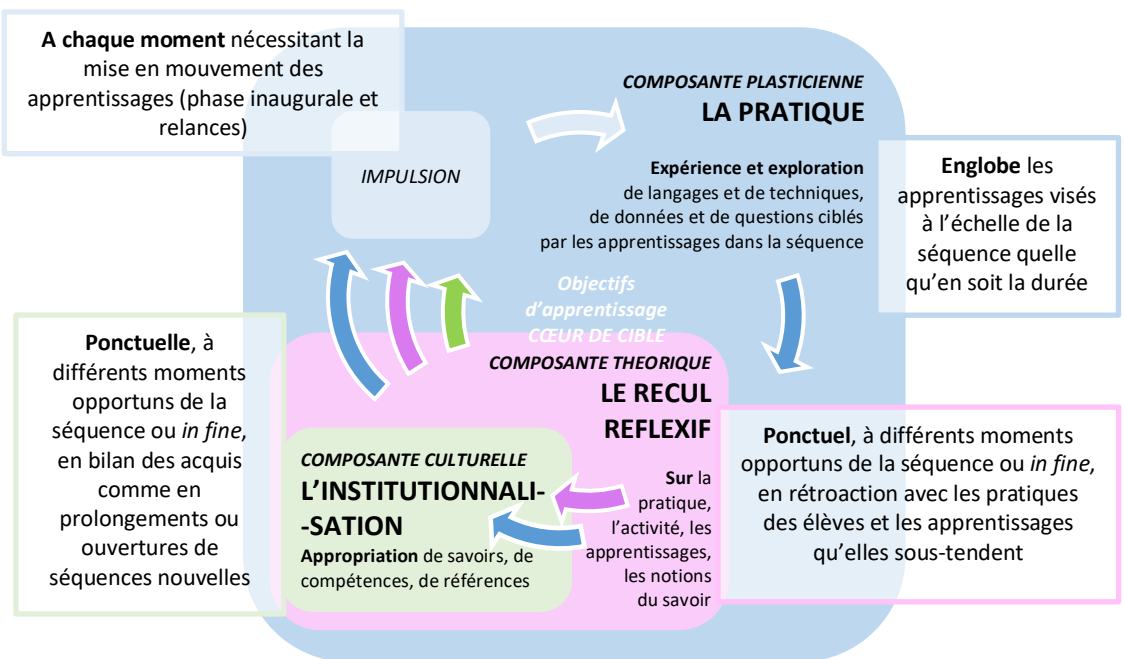 A chaque moment nécessitant la
mise en mouvement des
apprentissages (phase inaugurale et
relances)
COMPOSANTE PLASTICIENNE
LA PRATIQUE
IMPULSION
Expérience et exploration
de langages et de techniques,
de données et de questions ciblés
par les apprentissages dans la séquence
Englobe les
apprentissages visés
à l’échelle de la
séquence quelle
qu’en soit la durée
Objectifs
d’apprentissage
CŒUR DE CIBLE
Ponctuelle, à
différents moments
opportuns de la
séquence ou in fine,
en bilan des acquis
comme en
prolongements ou
ouvertures de
séquences nouvelles
COMPOSANTE THEORIQUE
LE RECUL
REFLEXIF
Sur la
pratique,
l’activité, les
apprentissages,
les notions
du savoir
COMPOSANTE CULTURELLE
L’INSTITUTIONNALI-
-SATION
Appropriation de savoirs, de
compétences, de références
Ponctuel, à différents moments
opportuns de la séquence ou in fine,
en rétroaction avec les pratiques
des élèves et les apprentissages
qu’elles sous-tendent